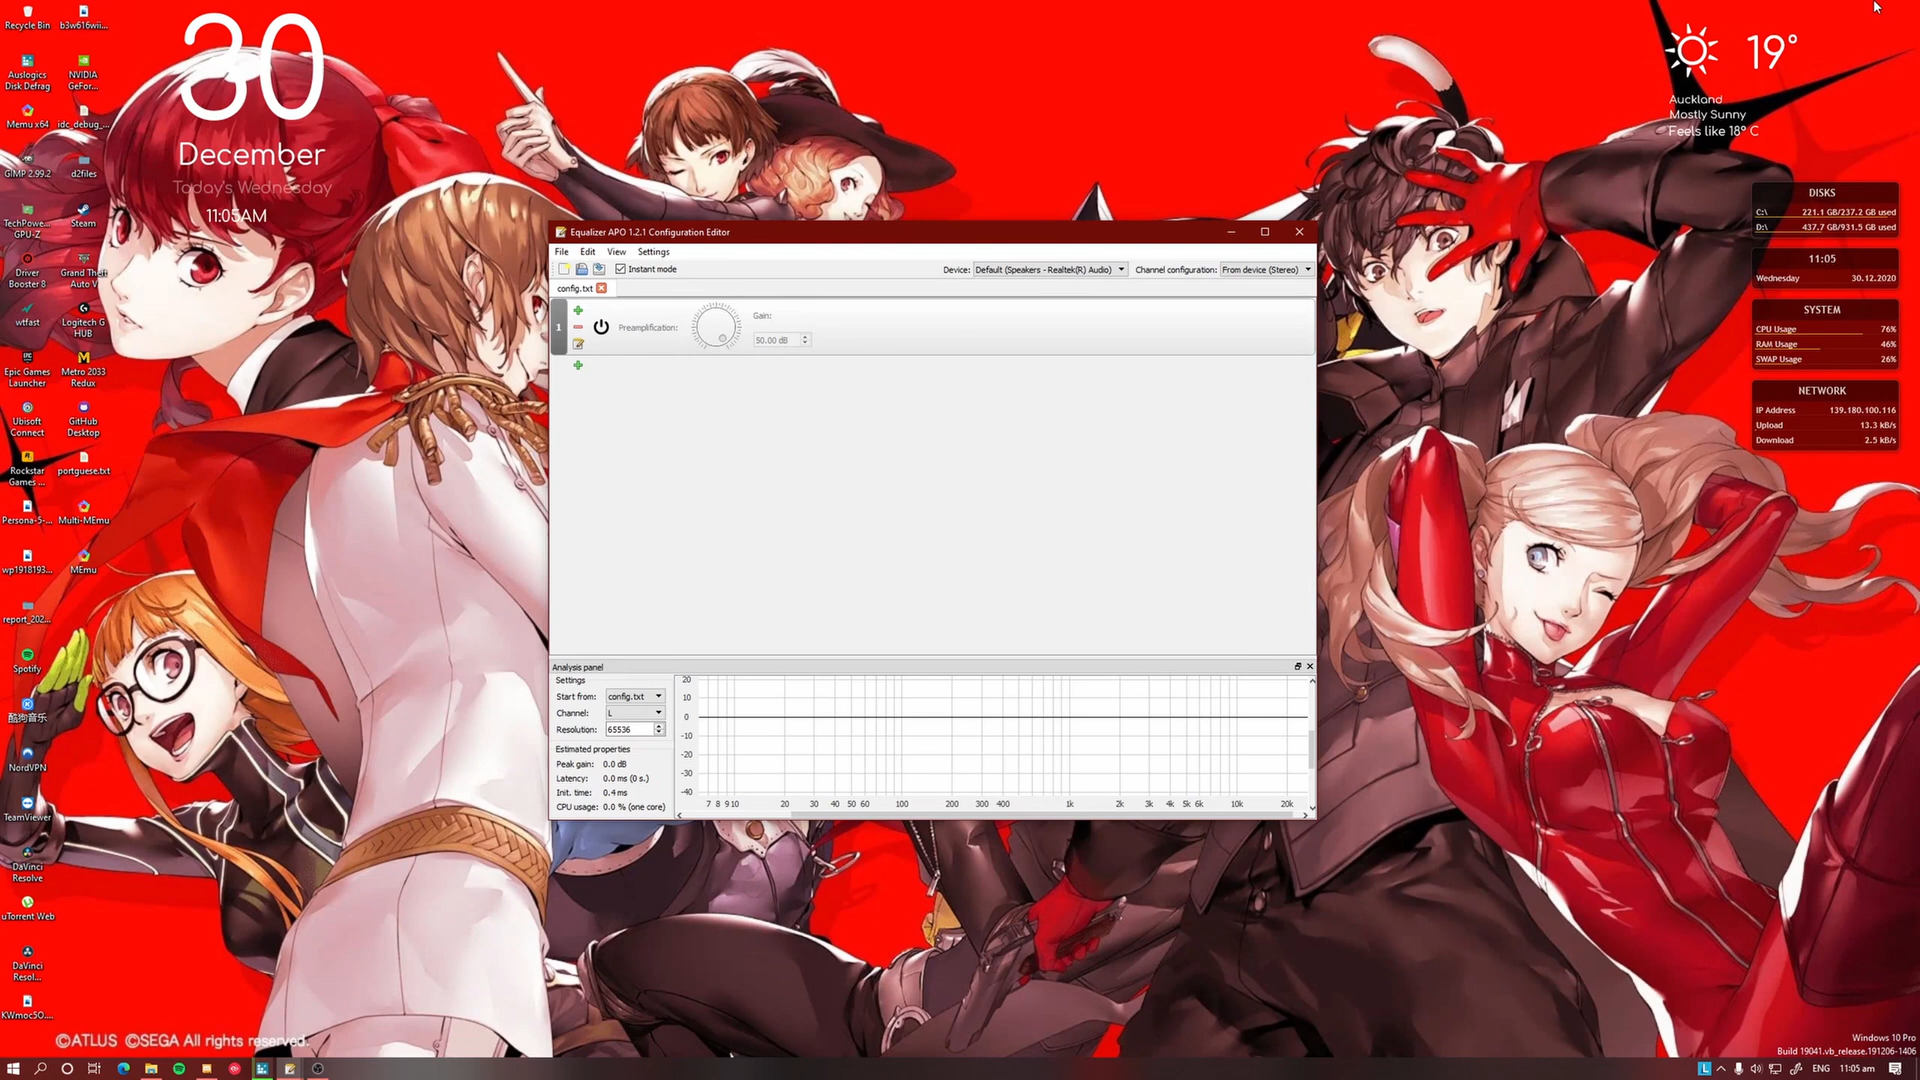 Recycle Bin
b3w616wii...
Auslogics Disk Defrag
NVIDIA GeFor...
Memu x64
idc_debug_...
GIMP 2.99.2
d2files
TechPowe... GPU-Z
Steam
Driver Booster 8
Grand Theft Auto V
wtfast
Logitech G HUB
Epic Games Launcher
Metro 2033 Redux
Ubisoft Connect
GitHub Desktop
Rockstar Games ...
portguese.txt
Persona-5-...
Multi-MEmu
wp1918193...
MEmu
report_202...
Spotify
酷狗音乐
NordVPN
TeamViewer
DaVinci Resolve
uTorrent Web
DaVinci Resol...
KWmoc5O....
30
December
Today's Wednesday
11:05AM
19°
Auckland
Mostly Sunny
Feels like 18° C
DISKS
C:\ 221.1 GB/237.2 GB used
D:\ 437.7 GB/931.5 GB used
11:05
Wednesday 30.12.2020
SYSTEM
CPU Usage 76%
RAM Usage 46%
SWAP Usage 26%
NETWORK
IP Address 139.180.100.116
Upload 13.3 kB/s
Download 2.5 kB/s
Equalizer APO 1.2.1 Configuration Editor
File Edit View Settings
Instant mode
Device: Default (Speakers - Realtek(R) Audio) Channel configuration: From device (Stereo)
config.txt
1 Preamplification: Gain:
50.00 dB
Analysis panel
Settings
Start from: config.txt
Channel: L
Resolution: 65536
Estimated properties
Peak gain: 0.0 dB
Latency: 0.0 ms (0 s.)
Init. time: 0.4 ms
CPU usage: 0.0 % (one core)
20
10
0
-10
-20
-30
-40
7 8 9 10 20 30 40 50 60 100 200 300 400 1k 2k 3k 4k 5k 6k 10k 20k
©ATLUS ©SEGA All rights reserved.
Windows 10 Pro
Build 19041.vb_release.191206-1406
L
ENG 11:05 am